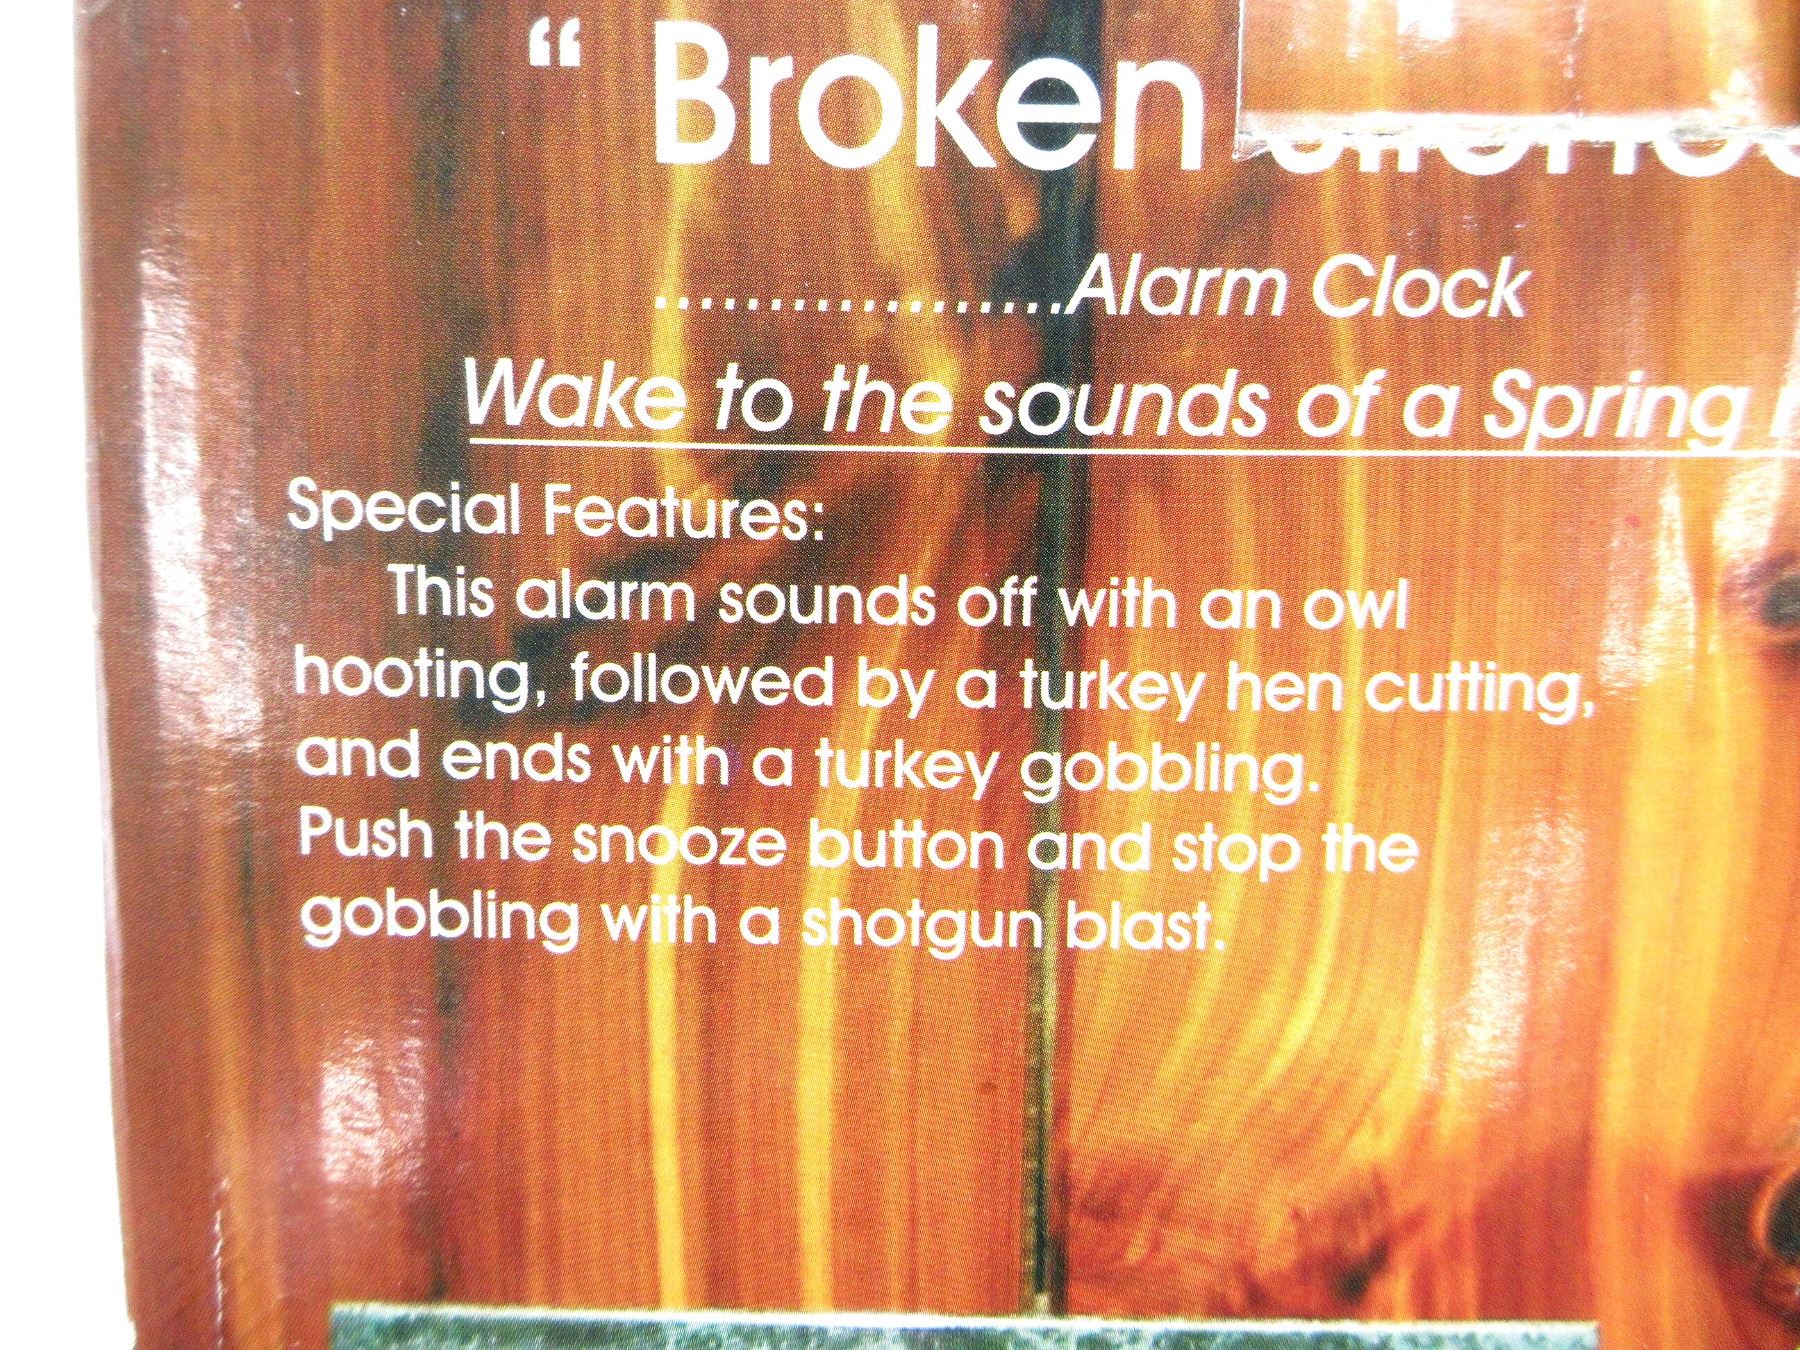 “ Broken
...................Alarm Clock
Wake to the sounds of a Spring
Special Features:
This alarm sounds off with an owl
hooting, followed by a turkey hen cutting,
and ends with a turkey gobbling.
Push the snooze button and stop the
gobbling with a shotgun blast.